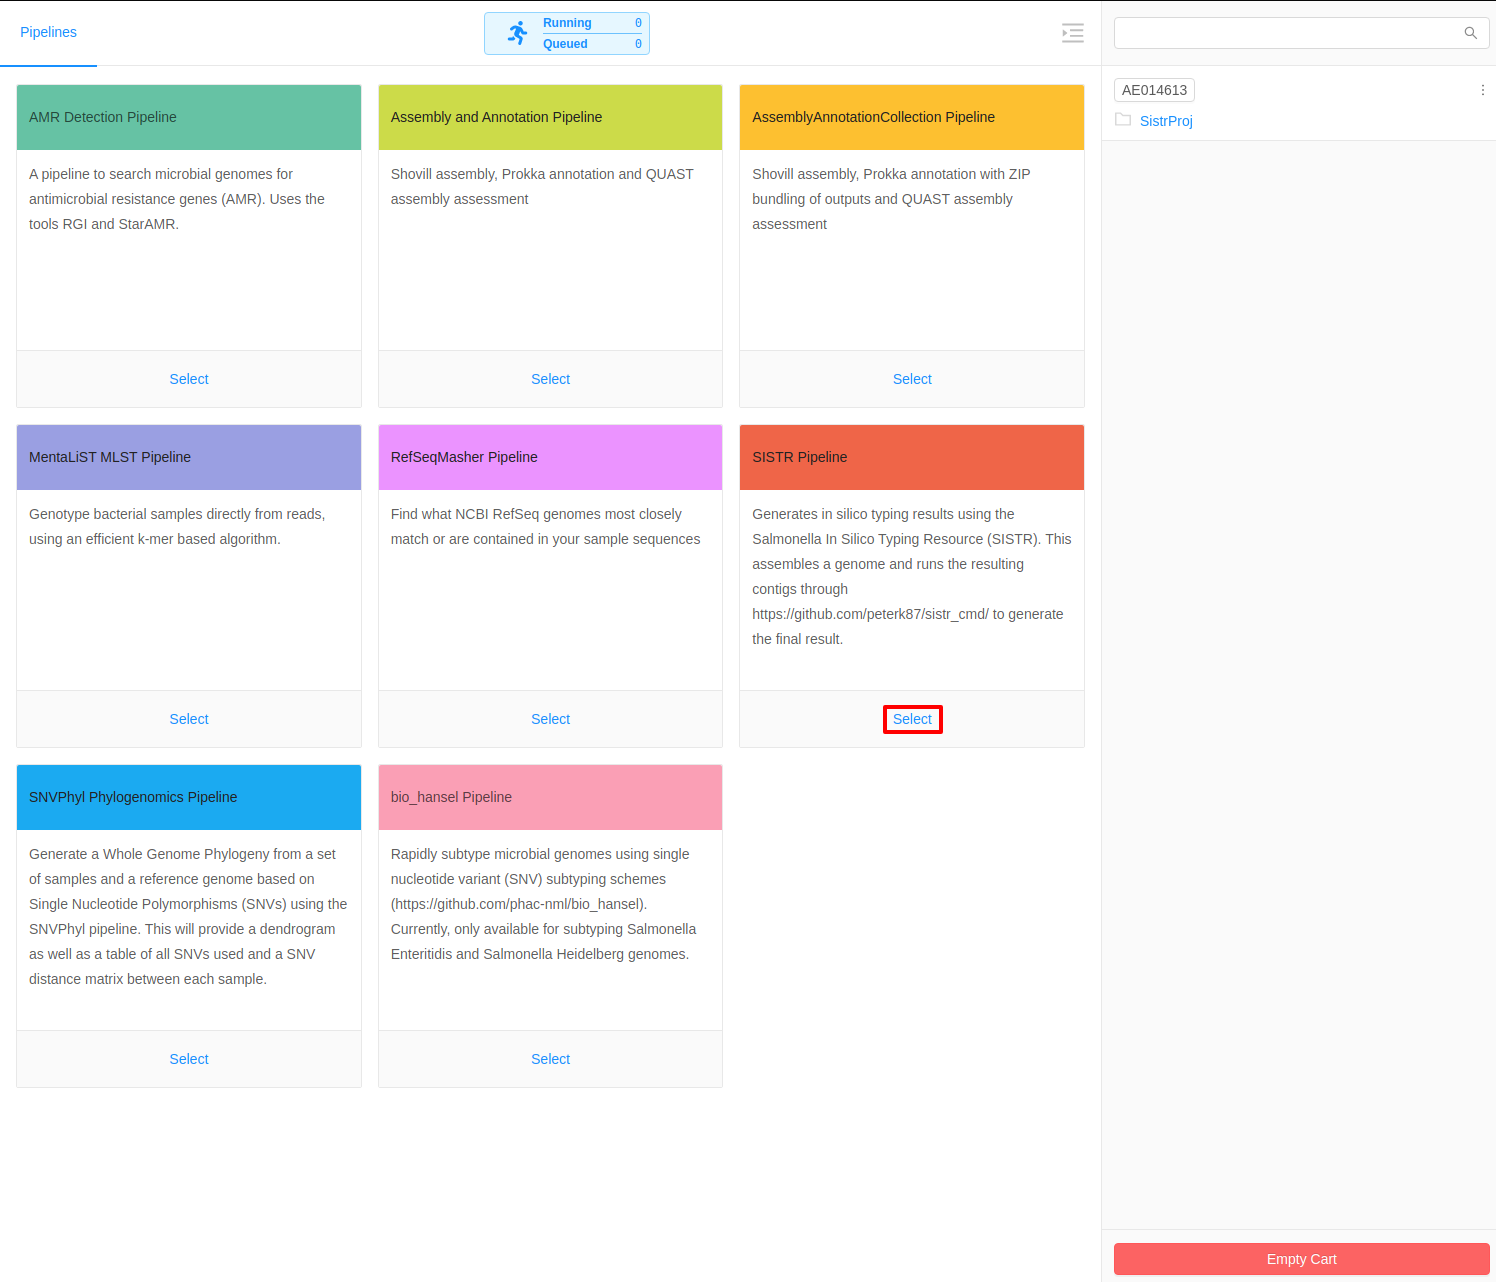 Pipelines
Running 0
Queued 0
AMR Detection Pipeline
A pipeline to search microbial genomes for
antimicrobial resistance genes (AMR). Uses the
tools RGI and StarAMR.
Select
Assembly and Annotation Pipeline
Shovill assembly, Prokka annotation and QUAST
assembly assessment
Select
AssemblyAnnotationCollection Pipeline
Shovill assembly, Prokka annotation with ZIP
bundling of outputs and QUAST assembly
assessment
Select
MentaLiST MLST Pipeline
Genotype bacterial samples directly from reads,
using an efficient k-mer based algorithm.
Select
RefSeqMasher Pipeline
Find what NCBI RefSeq genomes most closely
match or are contained in your sample sequences
Select
SISTR Pipeline
Generates in silico typing results using the
Salmonella In Silico Typing Resource (SISTR). This
assembles a genome and runs the resulting
contigs through
https://github.com/peterk87/sistr_cmd/ to generate
the final result.
Select
SNVPhyl Phylogenomics Pipeline
Generate a Whole Genome Phylogeny from a set
of samples and a reference genome based on
Single Nucleotide Polymorphisms (SNVs) using the
SNVPhyl pipeline. This will provide a dendrogram
as well as a table of all SNVs used and a SNV
distance matrix between each sample.
Select
bio_hansel Pipeline
Rapidly subtype microbial genomes using single
nucleotide variant (SNV) subtyping schemes
(https://github.com/phac-nml/bio_hansel).
Currently, only available for subtyping Salmonella
Enteritidis and Salmonella Heidelberg genomes.
Select
AE014613
SistrProj
Empty Cart